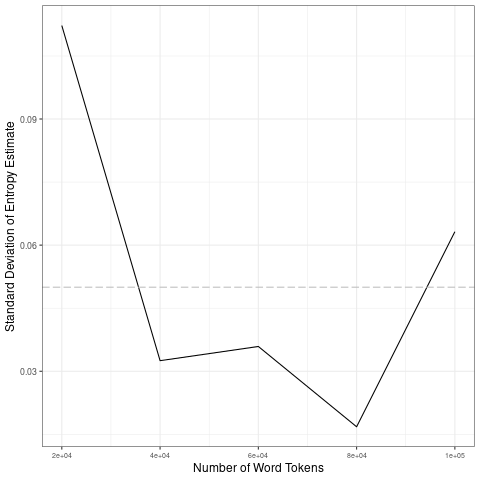 Standard Deviation of Entropy Estimate
0.09
0.06
0.03
2e+04 4e+04 6e+04 8e+04 1e+05
Number of Word Tokens